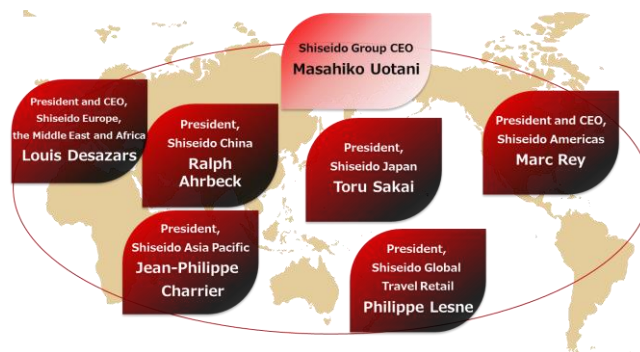 Shiseido Group CEO
Masahiko Uotani
President and CEO,
Shiseido Europe,
the Middle East and Africa
Louis Desazars
President,
Shiseido China
Ralph
Ahrbeck
President,
Shiseido Japan
Toru Sakai
President and CEO,
Shiseido Americas
Marc Rey
President,
Shiseido Asia Pacific
Jean-Philippe
Charrier
President,
Shiseido Global
Travel Retail
Philippe Lesne